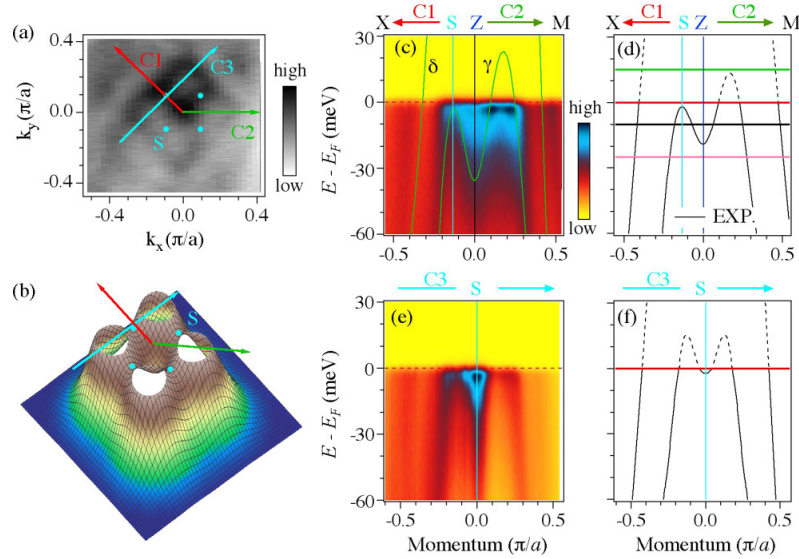 (a)
0.4
0.0
-0.4
k_y(π/a)
C1
C3
C2
S
-0.4
0.0
0.4
k_x(π/a)
high
low
(b)
S
X C1 S Z C2 M
(c)
δ
γ
30
0
-30
-60
E - E_F (meV)
high
low
-0.5 0.0 0.5
X C1 S Z C2 M
(d)
EXP.
-0.5 0.0 0.5
C3 S
(e)
30
0
-30
-60
E - E_F (meV)
-0.5 0.0 0.5
Momentum (π/a)
C3 S
(f)
-0.5 0.0 0.5
Momentum (π/a)